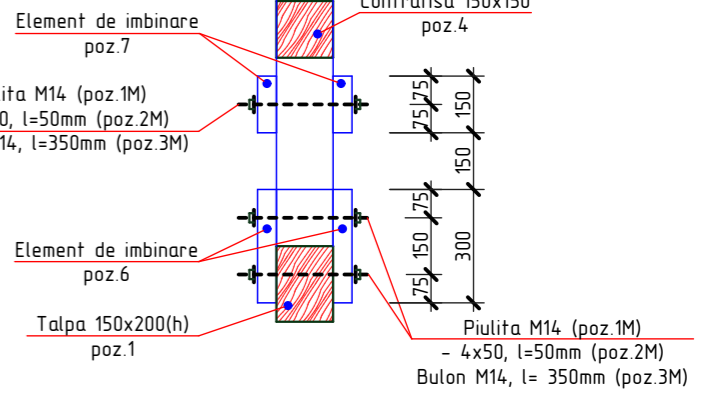 Element de imbinare
poz.7
150x150
poz.4
M14 (poz.1M)
l=50mm (poz.2M)
l=350mm (poz.3M)
75
75
150
150
75
150
75
300
Element de imbinare
poz.6
Talpa 150x200(h)
poz.1
Piulita M14 (poz.1M)
- 4x50, l=50mm (poz.2M)
Bulon M14, l= 350mm (poz.3M)